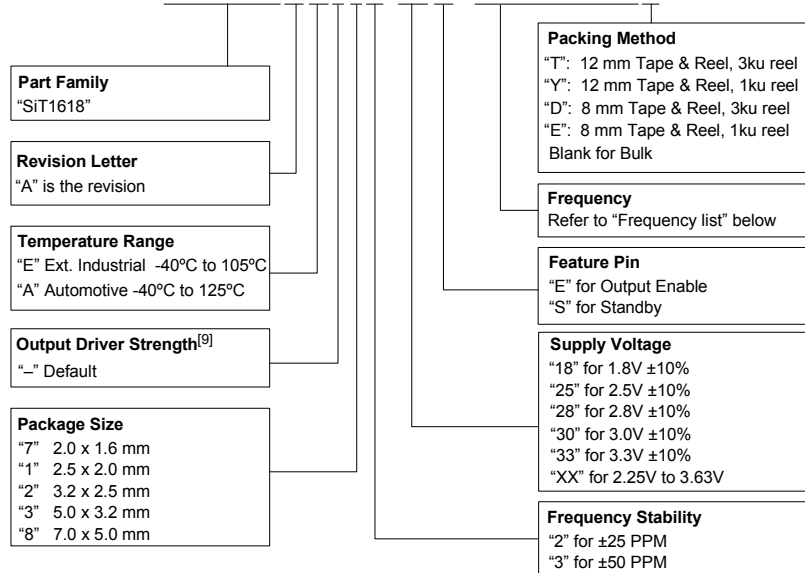 Part Family
“SiT1618”
Revision Letter
“A” is the revision
Temperature Range
“E” Ext. Industrial -40ºC to 105ºC
“A” Automotive -40ºC to 125ºC
Output Driver Strength[9]
“–” Default
Package Size
“7” 2.0 x 1.6 mm
“1” 2.5 x 2.0 mm
“2” 3.2 x 2.5 mm
“3” 5.0 x 3.2 mm
“8” 7.0 x 5.0 mm
Packing Method
“T”: 12 mm Tape & Reel, 3ku reel
“Y”: 12 mm Tape & Reel, 1ku reel
“D”: 8 mm Tape & Reel, 3ku reel
“E”: 8 mm Tape & Reel, 1ku reel
Blank for Bulk
Frequency
Refer to “Frequency list” below
Feature Pin
“E” for Output Enable
“S” for Standby
Supply Voltage
“18” for 1.8V ±10%
“25” for 2.5V ±10%
“28” for 2.8V ±10%
“30” for 3.0V ±10%
“33” for 3.3V ±10%
“XX” for 2.25V to 3.63V
Frequency Stability
“2” for ±25 PPM
“3” for ±50 PPM